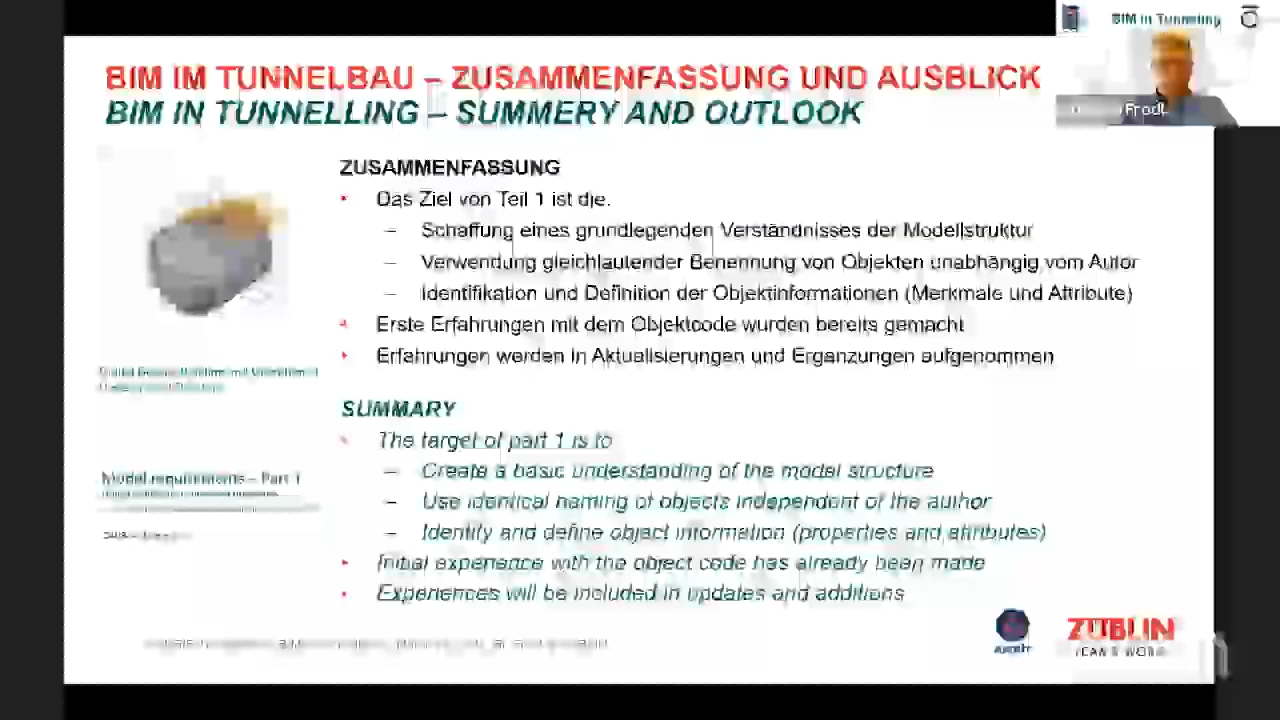 BIM in Tunneling
BIM IM TUNNELBAU – ZUSAMMENFASSUNG UND AUSBLICK
BIM IN TUNNELLING – SUMMERY AND OUTLOOK
Frodl
ZUSAMMENFASSUNG
• Das Ziel von Teil 1 ist die.
– Schaffung eines grundlegenden Verständnisses der Modellstruktur
– Verwendung gleichlautender Benennung von Objekten unabhängig vom Autor
– Identifikation und Definition der Objektinformationen (Merkmale und Attribute)
• Erste Erfahrungen mit dem Objektcode wurden bereits gemacht
• Erfahrungen werden in Aktualisierungen und Ergänzungen aufgenommen
SUMMARY
• The target of part 1 is to
– Create a basic understanding of the model structure
– Use identical naming of objects independent of the author
– Identify and define object information (properties and attributes)
• Initial experience with the object code has already been made
• Experiences will be included in updates and additions
Model requirements – Part 1
ZÜBLIN
TEAMS WORK.